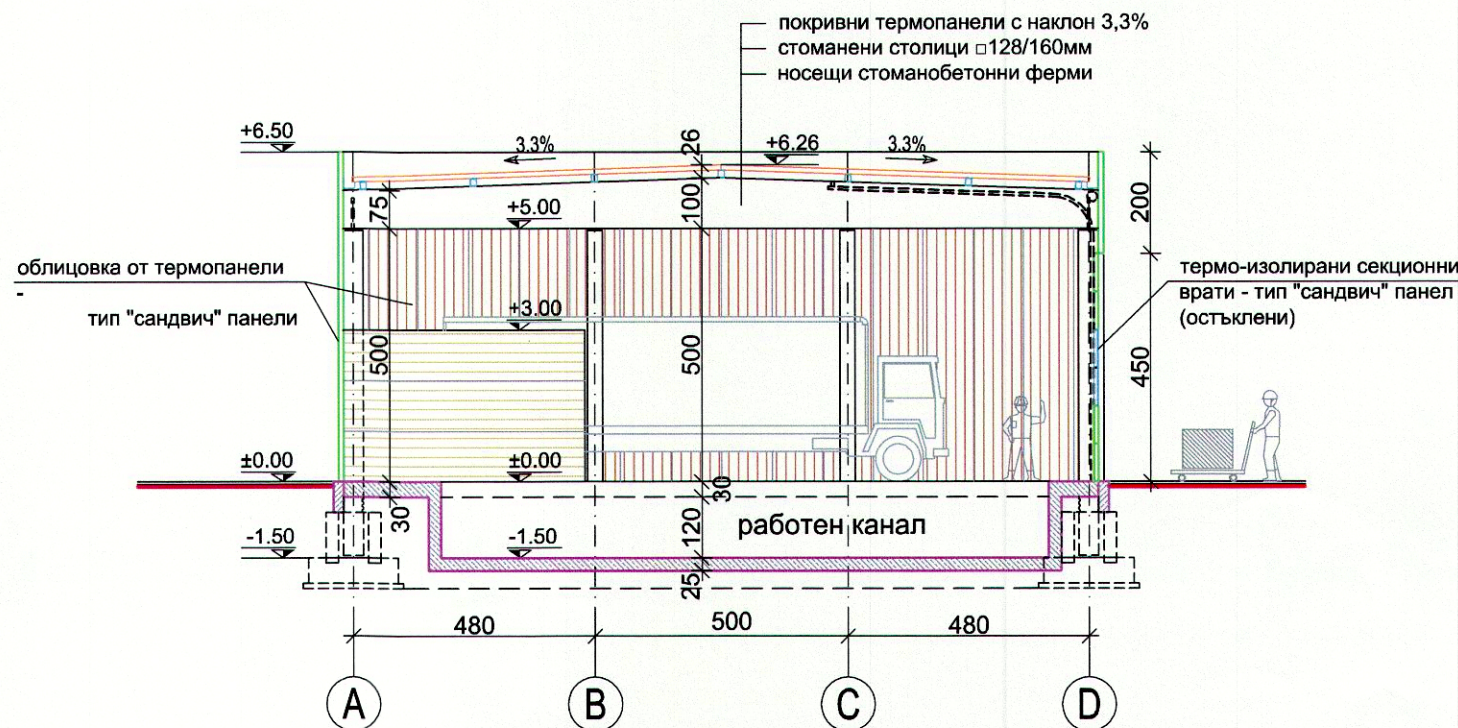 покривни термопанели с наклон 3,3%
стоманени столици □128/160мм
носещи стоманобетонни ферми
+6.50
3.3%
26
+6.26
3.3%
75
+5.00
100
200
облицовка от термопанели
-
тип "сандвич" панели
термо-изолирани секционни
врати - тип "сандвич" панел
(остъклени)
+3.00
500
500
450
±0.00
±0.00
30
30
-1.50
-1.50
120
работен канал
25
480
500
480
A
B
C
D